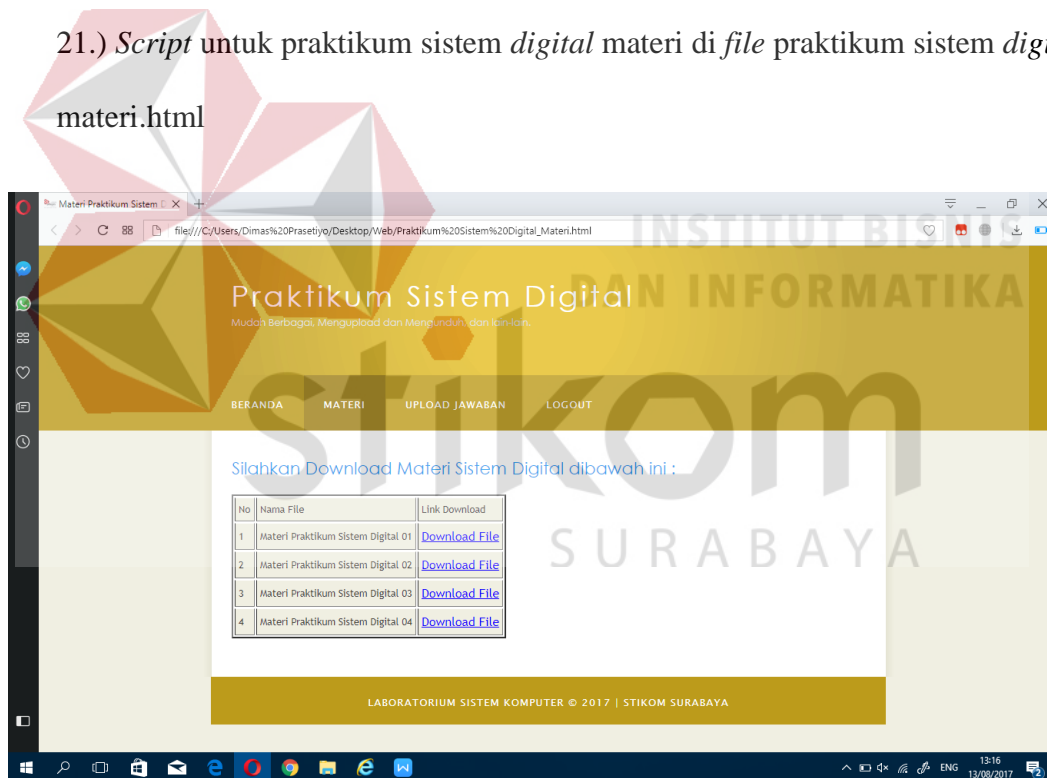 21.) Script untuk praktikum sistem digital materi di file praktikum sistem
materi.html
Materi Praktikum Sistem
file:///C:/Users/Dimas%20Prasetiyo/Desktop/Web/Praktikum%20Sistem%20Digital_Materi.html
INSTITUT BISNIS
DAN INFORMATIKA
Praktikum Sistem Digital
Mudah Berbagai, Mengupload dan Mengunduh, dan lain-lain.
stikom
BERANDA MATERI UPLOAD JAWABAN LOGOUT
Silahkan Download Materi Sistem Digital dibawah ini :
SURABAYA
No Nama File Link Download
1 Materi Praktikum Sistem Digital 01 Download File
2 Materi Praktikum Sistem Digital 02 Download File
3 Materi Praktikum Sistem Digital 03 Download File
4 Materi Praktikum Sistem Digital 04 Download File
LABORATORIUM SISTEM KOMPUTER © 2017 | STIKOM SURABAYA
ENG
13:16
13/08/2017